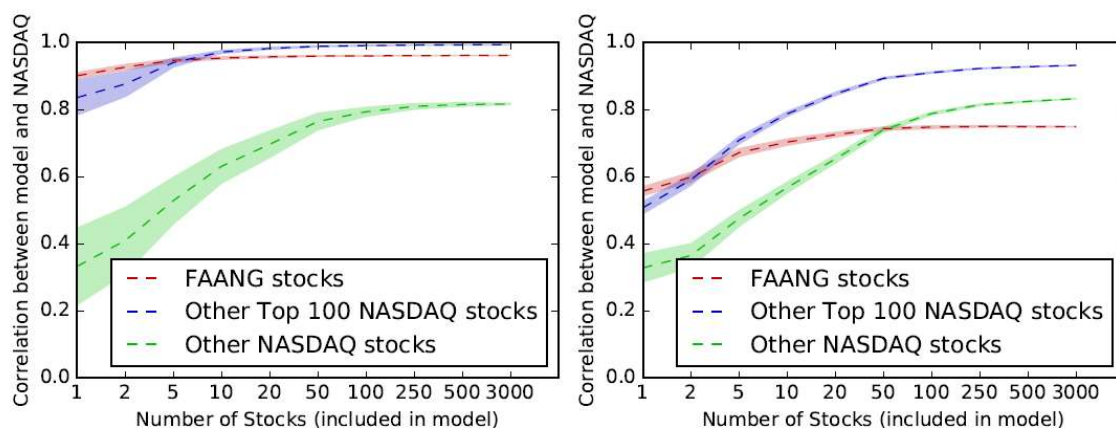 Correlation between model and NASDAQ
1.0
0.8
0.6
0.4
0.2
0.0
FAANG stocks
Other Top 100 NASDAQ stocks
Other NASDAQ stocks
1 2 5 10 20 50 100 250 500 3000
Number of Stocks (included in model)
Correlation between model and NASDAQ
1.0
0.8
0.6
0.4
0.2
0.0
FAANG stocks
Other Top 100 NASDAQ stocks
Other NASDAQ stocks
1 2 5 10 20 50 100 250 500 3000
Number of Stocks (included in model)